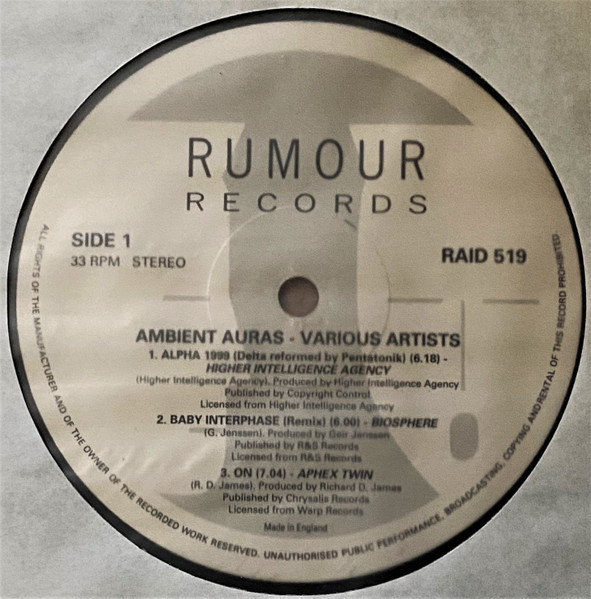 RUMOUR
RECORDS
SIDE 1
33 RPM STEREO
RAID 519
AMBIENT AURAS - VARIOUS ARTISTS
1. ALPHA 1999 (Delta reformed by Pentatonik) (6.18) -
HIGHER INTELLIGENCE AGENCY
(Higher Intelligence Agency). Produced by Higher Intelligence Agency
Published by Copyright Control
Licensed from Higher Intelligence Agency
2. BABY INTERPHASE (Remix) (6.00) - BIOSPHERE
(G. Jenssen). Produced by Geir Jenssen
Published by R&S Records
Licensed from R&S Records
3. ON (7.04) - APHEX TWIN
(R. D. James). Produced by Richard D. James
Published by Chrysalis Records
Licensed from Warp Records
Made in England
ALL RIGHTS OF THE MANUFACTURER AND OF THE OWNER OF THE RECORDED WORK RESERVED. UNAUTHORISED PUBLIC PERFORMANCE, BROADCASTING, COPYING AND RENTAL OF THIS RECORD PROHIBITED.